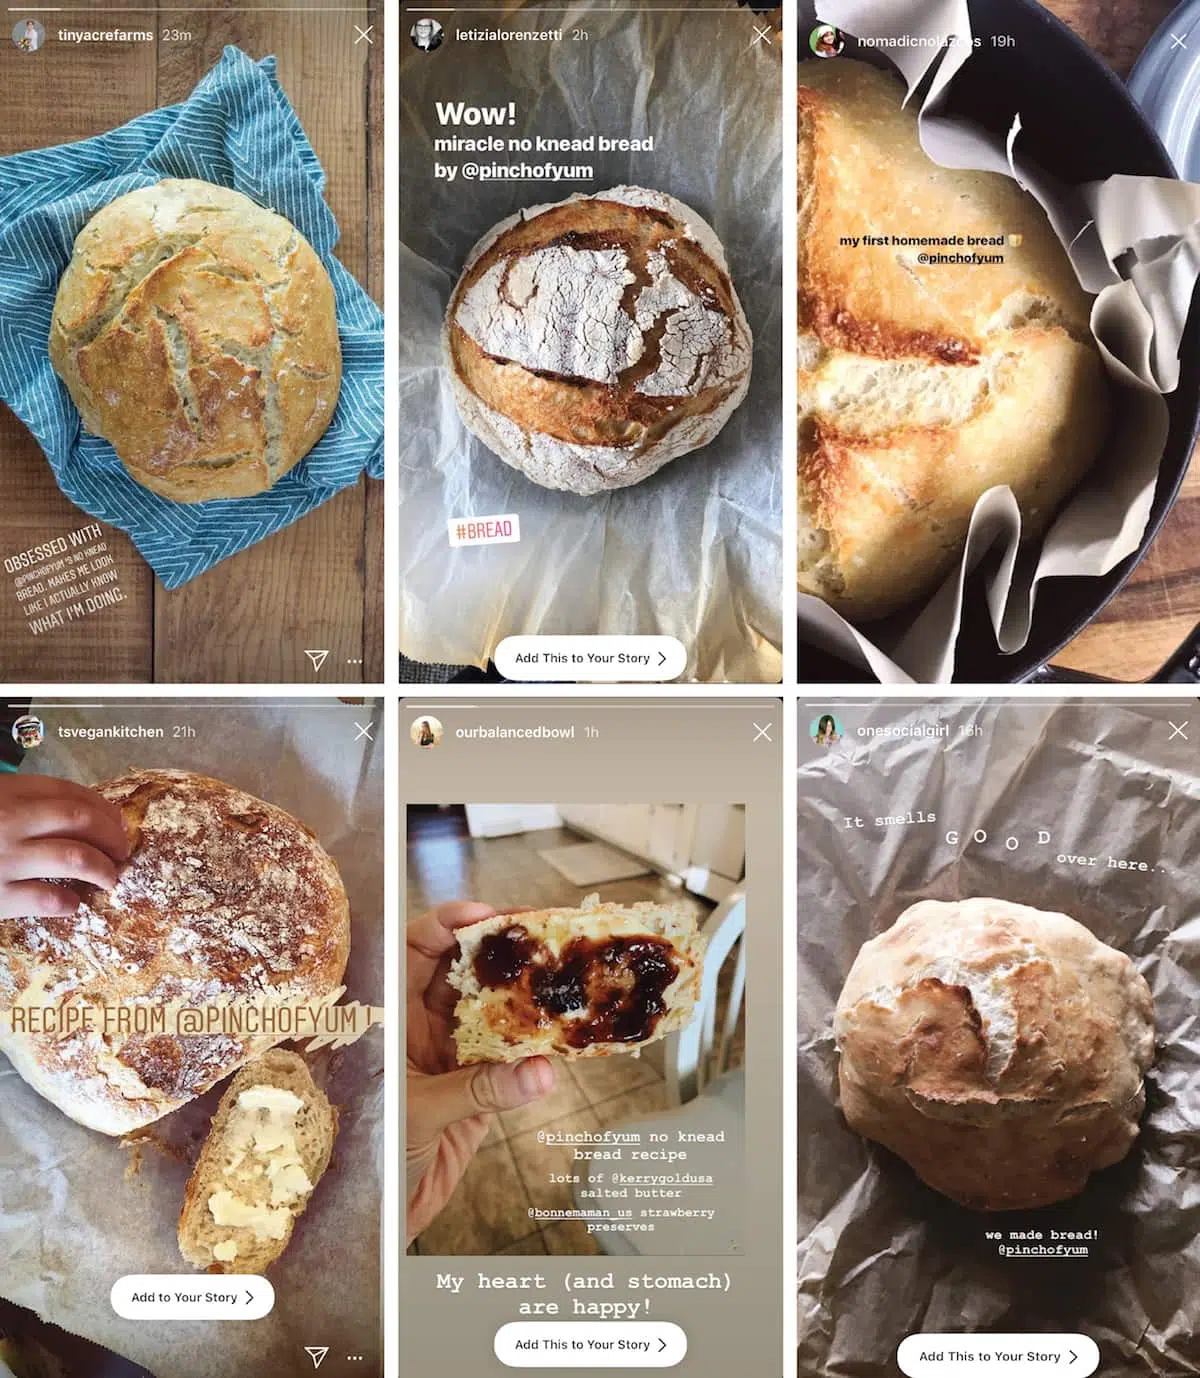 tinyacrefarms 23m
OBSESSED WITH
@PINCHOFYUM'S NO KNEAD
BREAD. MAKES ME LOOK
LIKE I ACTUALLY KNOW
WHAT I'M DOING.
letizialorenzetti 2h
Wow!
miracle no knead bread
by @pinchofyum
#BREAD
Add This to Your Story
nomadicnolazcos 19h
my first homemade bread
@pinchofyum
tsvegankitchen 21h
RECIPE FROM @PINCHOFYUM!
Add to Your Story
ourbalancedbowl 1h
@pinchofyum no knead
bread recipe
lots of @kerrygoldusa
salted butter
@bonnemaman_us strawberry
preserves
My heart (and stomach)
are happy!
Add This to Your Story
onesocialgirl
It smells
GOOD
over here..
we made bread!
@pinchofyum
Add This to Your Story